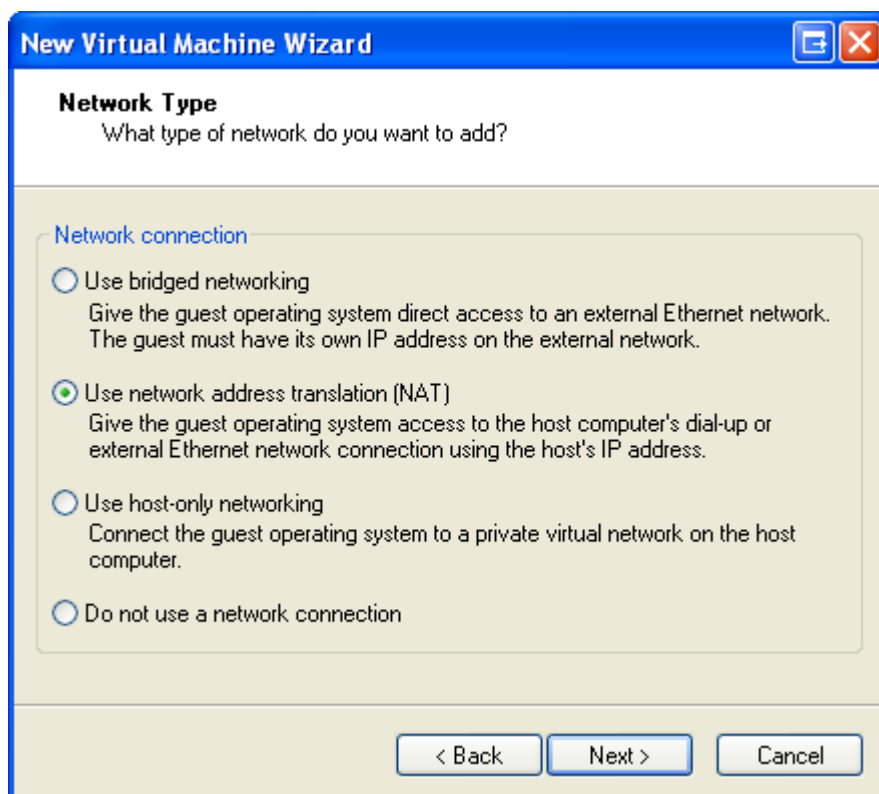 New Virtual Machine Wizard
Network Type
What type of network do you want to add?
Network connection
Use bridged networking
Give the guest operating system direct access to an external Ethernet network.
The guest must have its own IP address on the external network.
Use network address translation (NAT)
Give the guest operating system access to the host computer's dial-up or
external Ethernet network connection using the host's IP address.
Use host-only networking
Connect the guest operating system to a private virtual network on the host
computer.
Do not use a network connection
< Back
Next >
Cancel